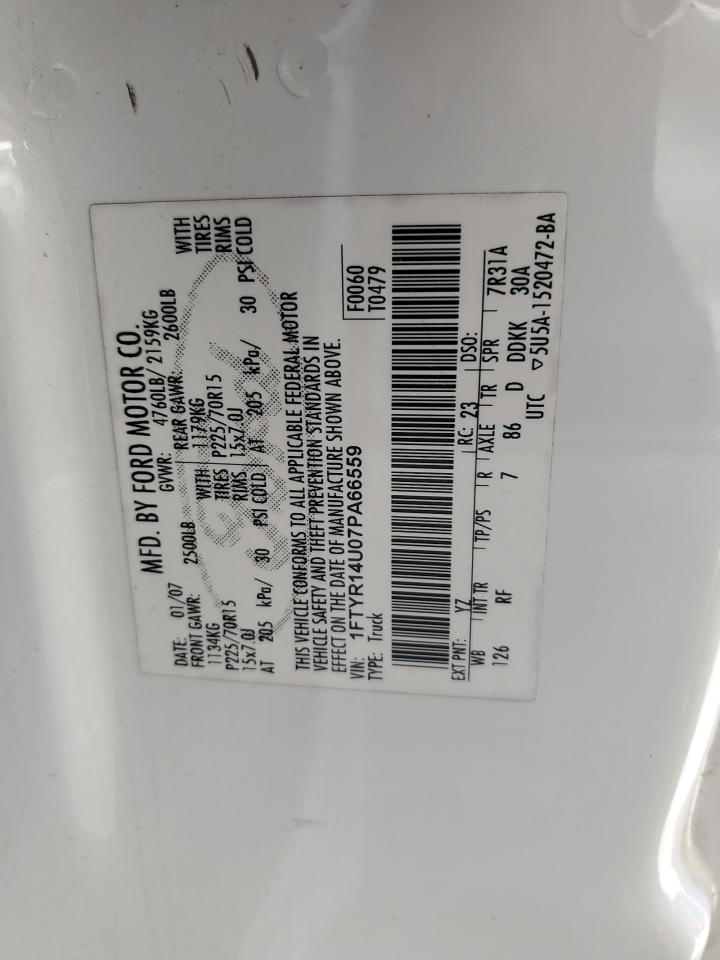 MFD. BY FORD MOTOR CO.
DATE: 01/07 GVWR: 4760LB/ 2159KG
FRONT GAWR: 2500LB REAR GAWR: 2600LB
1134KG WITH 1179KG WITH
P225/70R15 TIRES P225/70R15 TIRES
15x7.0J RIMS 15x7.0J RIMS
AT 205 kPa/ 30 PSI COLD AT 205 kPa/ 30 PSI COLD
THIS VEHICLE CONFORMS TO ALL APPLICABLE FEDERAL MOTOR
VEHICLE SAFETY AND THEFT PREVENTION STANDARDS IN
EFFECT ON THE DATE OF MANUFACTURE SHOWN ABOVE.
VIN: 1FTYR14U07PA66559 F0060
TYPE: Truck T0479
EXT PNT: YZ RC: 23 DSO:
WB INT TR TP/PS R AXLE TR SPR 7R31A
126 RF 7 86 D DDKK 30A
UTC ▽5U5A-1520472-BA